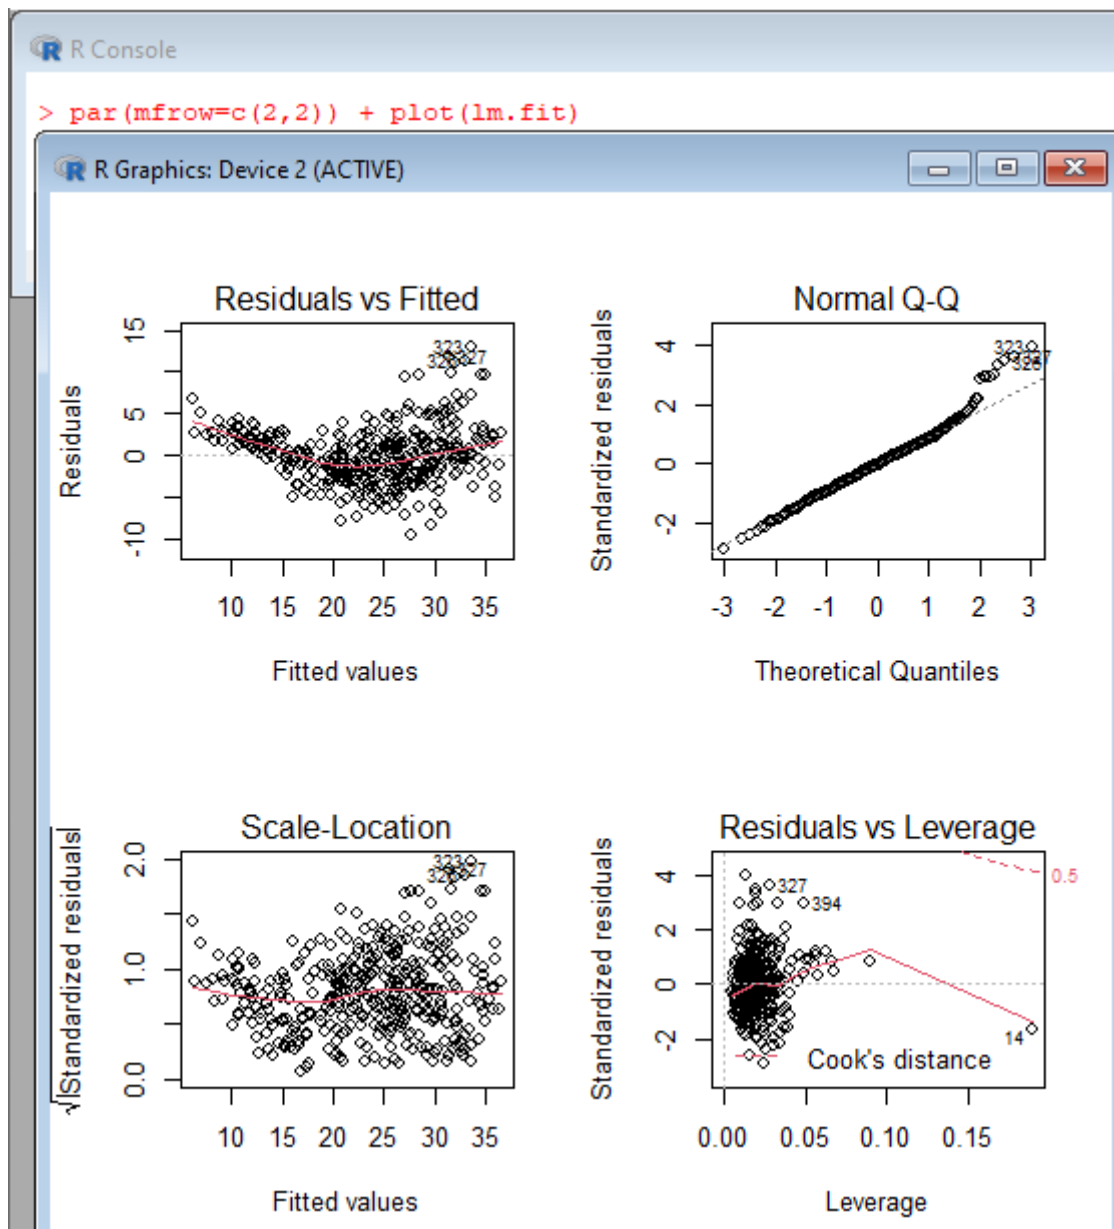 R Console
> par(mfrow=c(2,2)) + plot(lm.fit)
R Graphics: Device 2 (ACTIVE)
Residuals vs Fitted
Residuals
15
5
0
-10
323
327
10 15 20 25 30 35
Fitted values
Normal Q-Q
Standardized residuals
4
2
0
-2
323
-3 -2 -1 0 1 2 3
Theoretical Quantiles
Scale-Location
√|Standardized residuals|
2.0
1.0
0.0
323
327
10 15 20 25 30 35
Fitted values
Residuals vs Leverage
Standardized residuals
4
2
0
-2
0.5
327
394
14
Cook's distance
0.00 0.05 0.10 0.15
Leverage